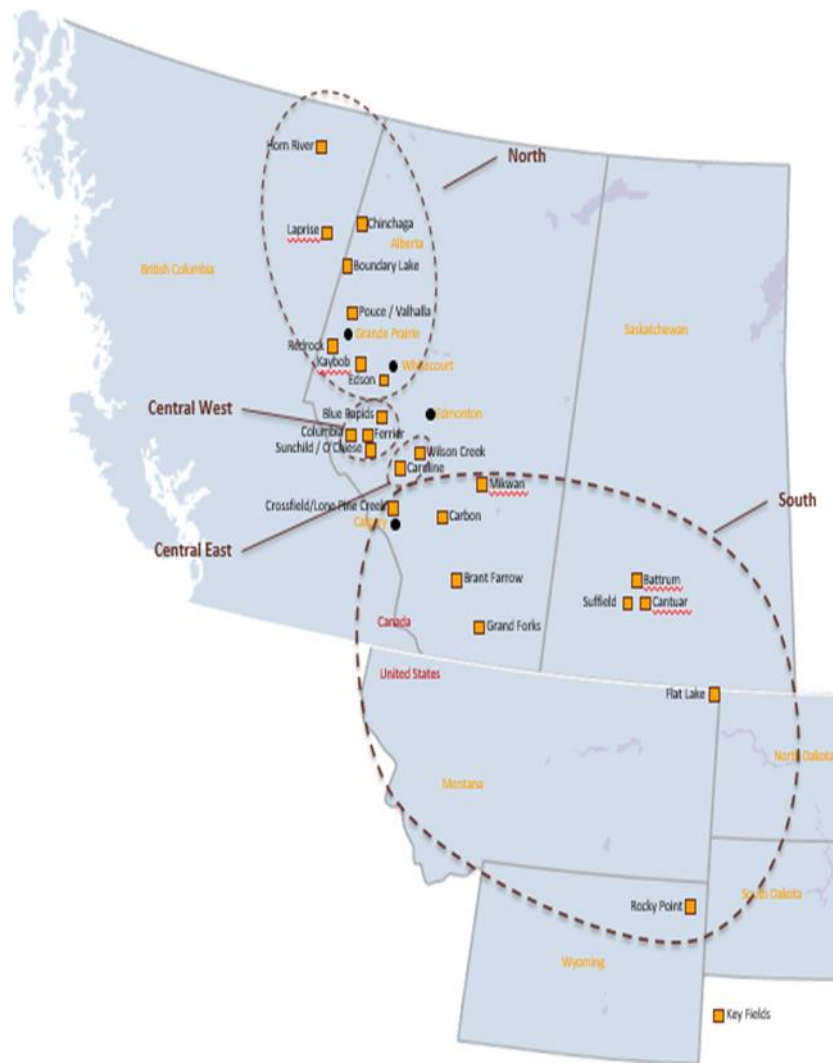 North
Horn River
Chinchaga
Laprise
Alberta
British Columbia
Boundary Lake
Saskatchewan
Pouce / Valhalla
Grande Prairie
Redrock
Kaybob
Whitecourt
Edson
Central West
Blue Rapids
Edmonton
Columbia
Ferrier
Sunchild / O'Chiese
Wilson Creek
Caroline
Mikwan
South
Crossfield/Lone Pine Creek
Carbon
Calgary
Central East
Brant Farrow
Battrum
Suffield
Cantuar
Canada
Grand Forks
United States
Flat Lake
North Dakota
Montana
South Dakota
Rocky Point
Wyoming
Key Fields